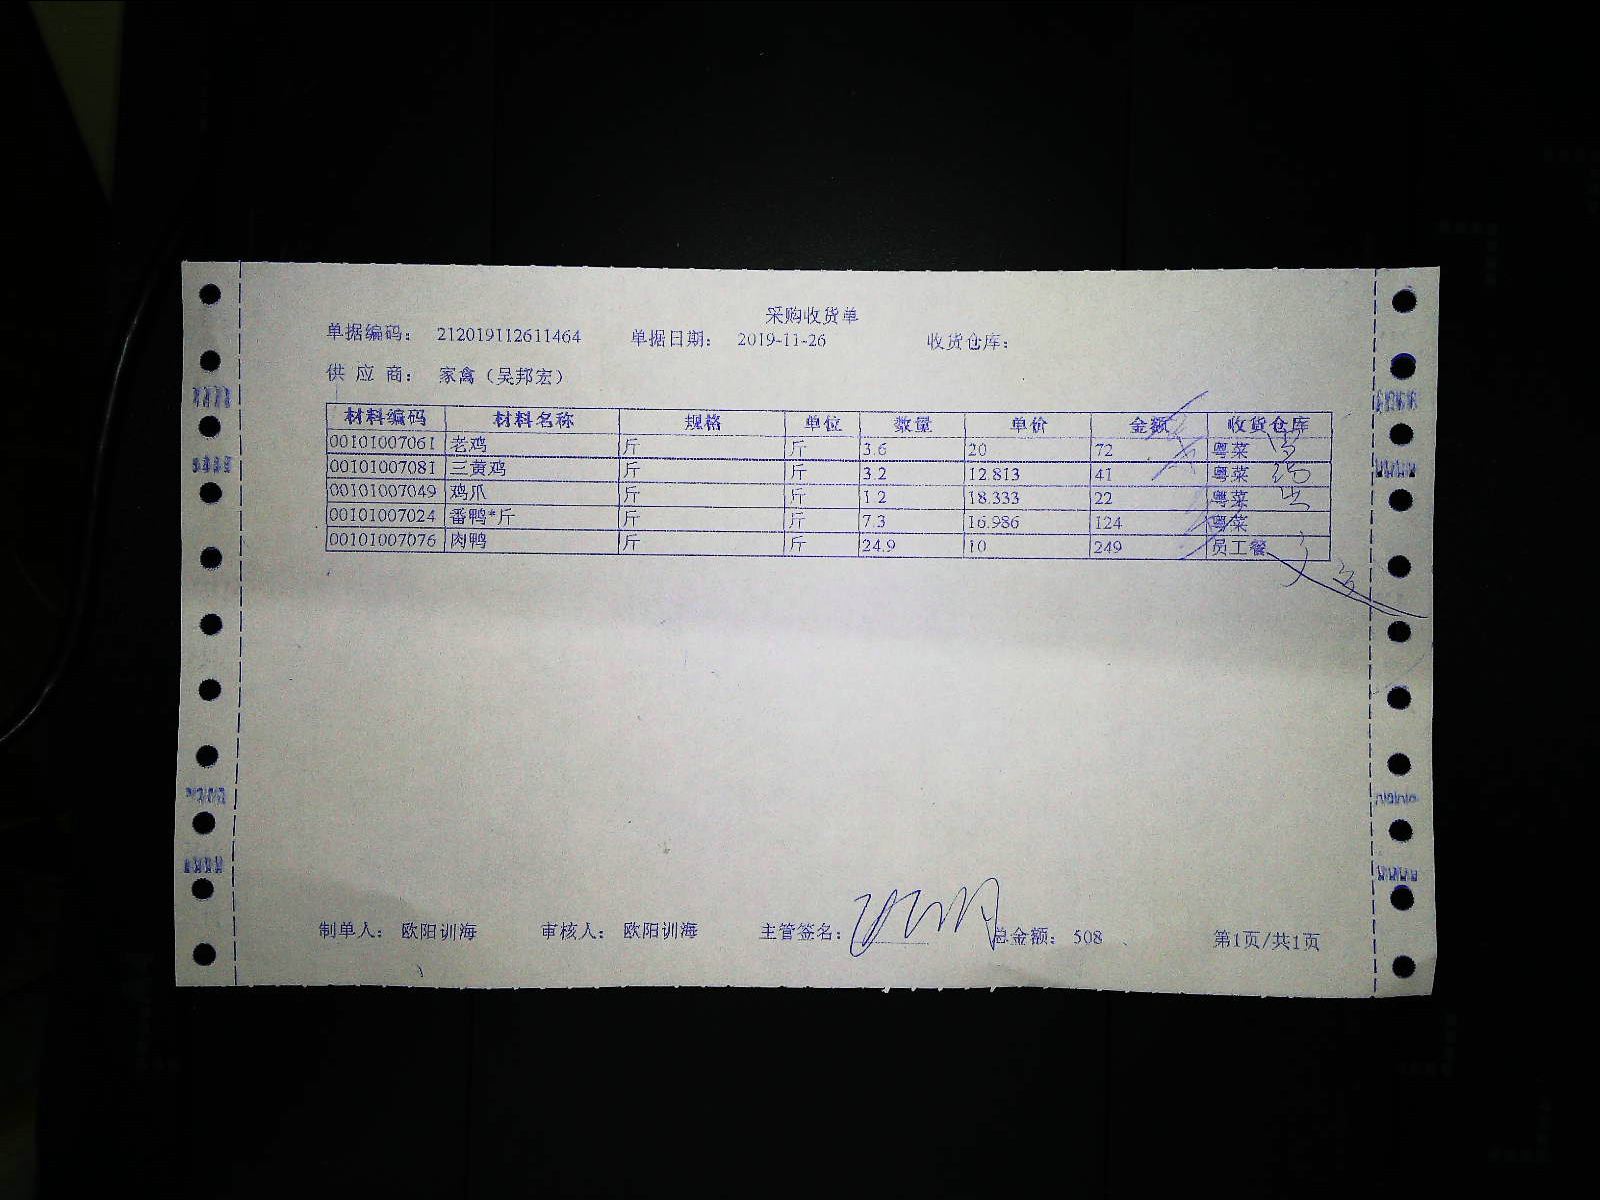 采购收货单
单据编码： 212019112611464 单据日期： 2019-11-26 收货仓库：
供 应 商： 家禽（吴邦宏）
材料编码 材料名称 规格 单位 数量 单价 金额 收货仓库
00101007061 老鸡 斤 斤 3.6 20 72 粤菜
00101007081 三黄鸡 斤 斤 3.2 12.813 41 粤菜
00101007049 鸡爪 斤 斤 1.2 18.333 22 粤菜
00101007024 番鸭*斤 斤 斤 7.3 16.986 124 粤菜
00101007076 肉鸭 斤 斤 24.9 10 249 员工餐
制单人： 欧阳训海 审核人： 欧阳训海 主管签名： 总金额： 508 第1页/共1页